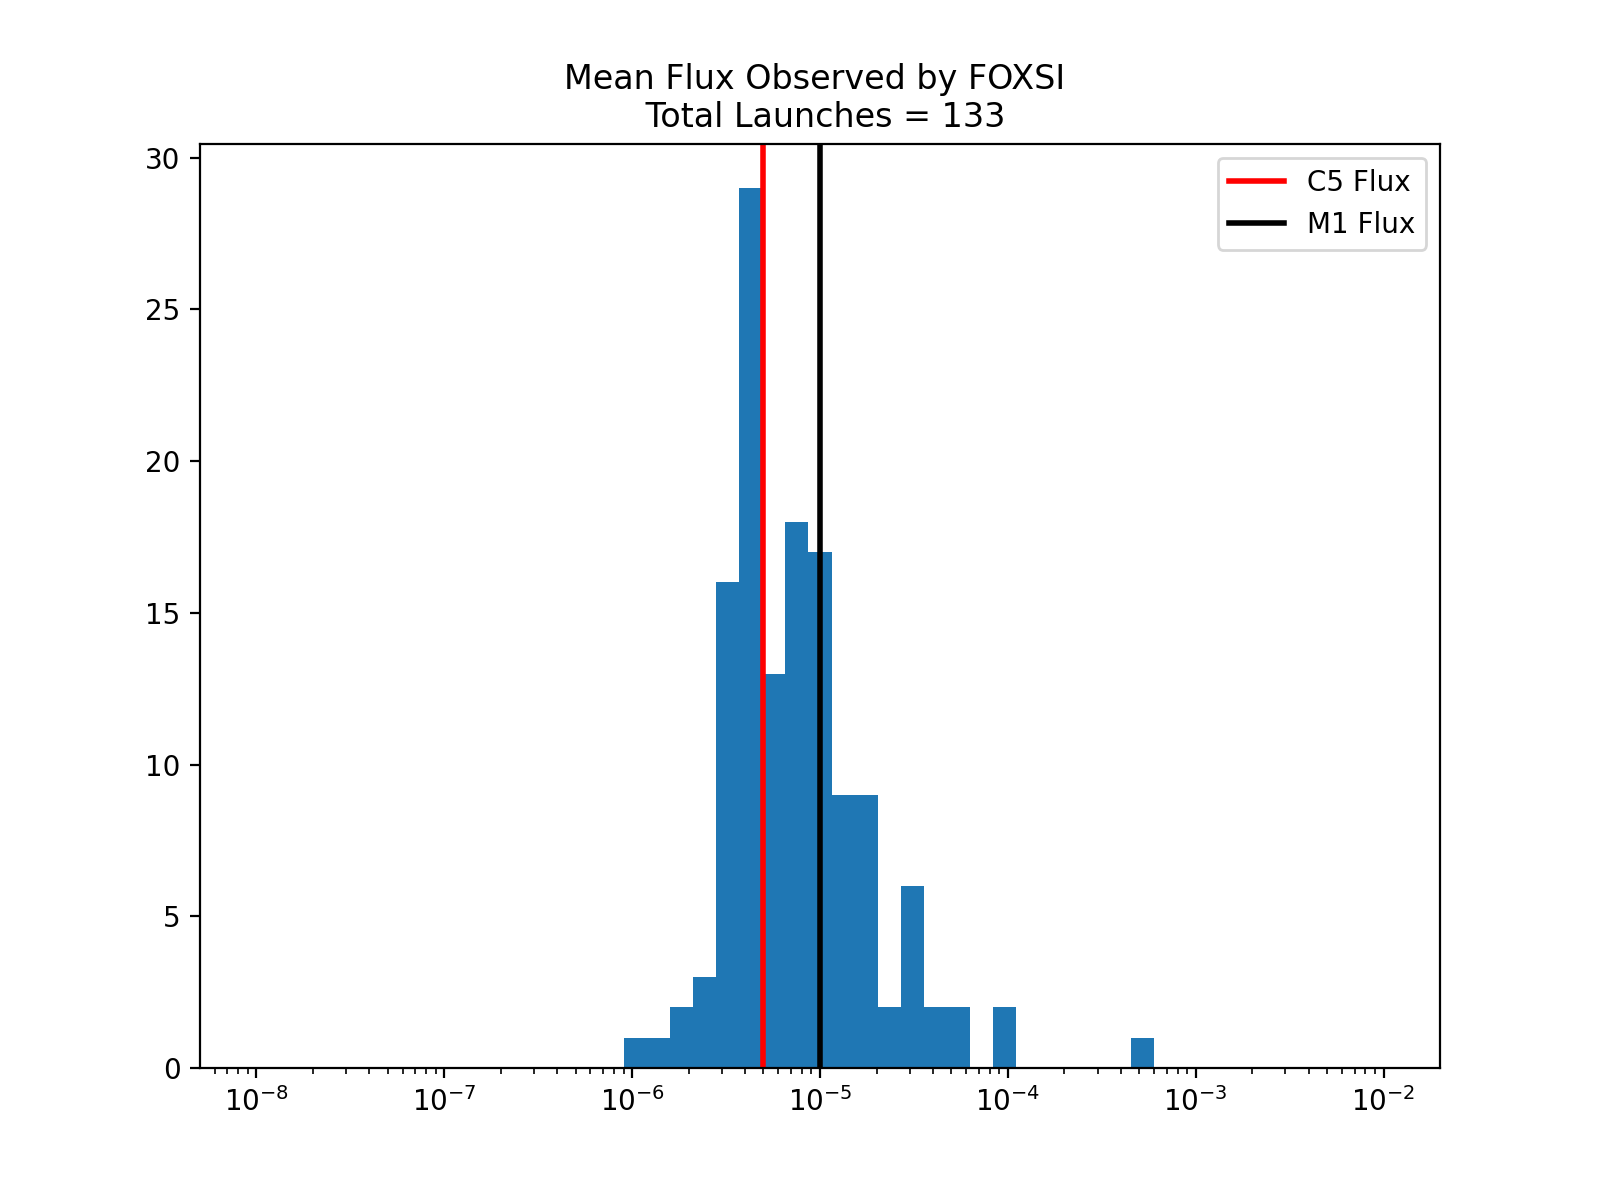 Mean Flux Observed by FOXSI
Total Launches = 133
C5 Flux
M1 Flux
30
25
20
15
10
5
0
10⁻⁸ 10⁻⁷ 10⁻⁶ 10⁻⁵ 10⁻⁴ 10⁻³ 10⁻²